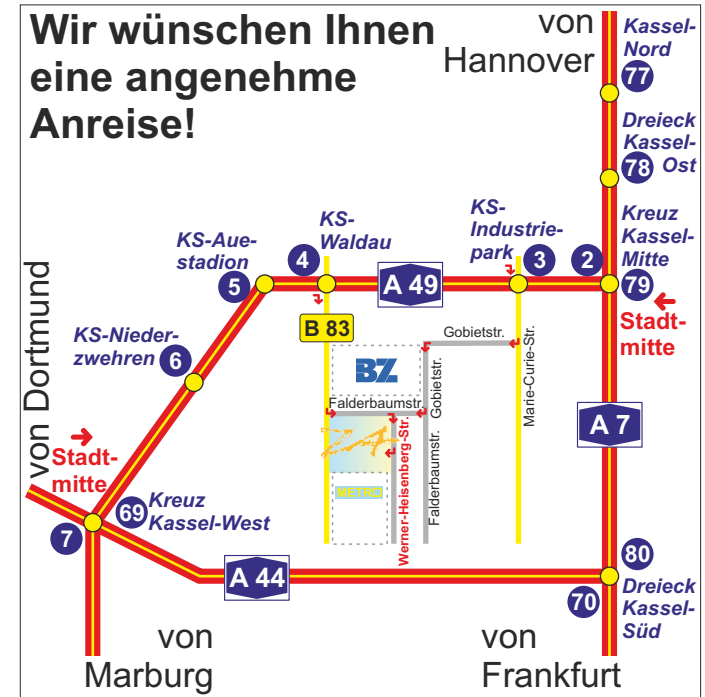 Wir wünschen Ihnen
eine angenehme
Anreise!
von
Hannover
Kassel-
Nord
77
Dreieck
Kassel-
78 Ost
Kreuz
Kassel-
Mitte
79
Stadt-
mitte
KS-
Industrie-
park
3
2
KS-
Waldau
4
KS-Aue-
stadion
5
A 49
B 83
KS-Nieder-
zwehren
6
von Dortmund
Stadt-
mitte
69
Kreuz
Kassel-West
7
Gobietstr.
Gobietstr.
Marie-Curie-Str.
BZ
Falderbaumstr.
Falderbaumstr.
Werner-Heisenberg-Str.
ZA
METRO
A 7
A 44
80
70
Dreieck
Kassel-
Süd
von
Marburg
von
Frankfurt